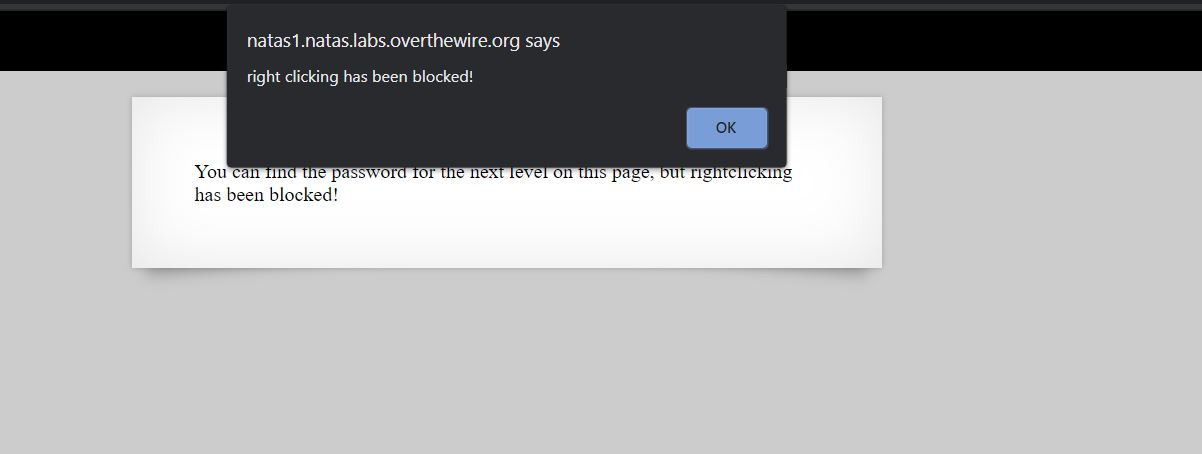 natas1.natas.labs.overthewire.org says
right clicking has been blocked!
OK
You can find the password for the next level on this page, but rightclicking
has been blocked!